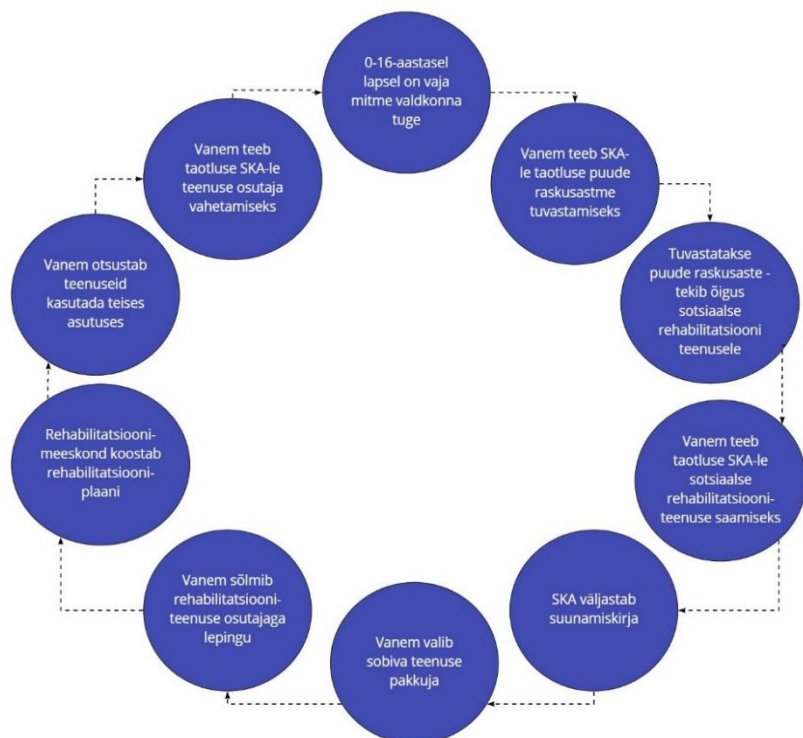 0-16-aastasel
lapsel on vaja
mitme valdkonna
tuge
Vanem teeb SKA-
le taotluse puude
raskusastme
tuvastamiseks
Tuvastatakse
puude raskusaste -
tekib õigus
sotsiaalse
rehabilitatsiooni
teenusele
Vanem teeb
taotluse SKA-le
sotsiaalse
rehabilitatsiooni-
teenuse saamiseks
SKA väljastab
suunamiskirja
Vanem valib
sobiva teenuse
pakkuja
Vanem sõlmib
rehabilitatsiooni-
teenuse osutajaga
lepingu
Rehabilitatsiooni-
meeskond koostab
rehabilitatsiooni-
plaani
Vanem otsustab
teenuseid
kasutada teises
asutuses
Vanem teeb
taotluse SKA-le
teenuse osutaja
vahetamiseks